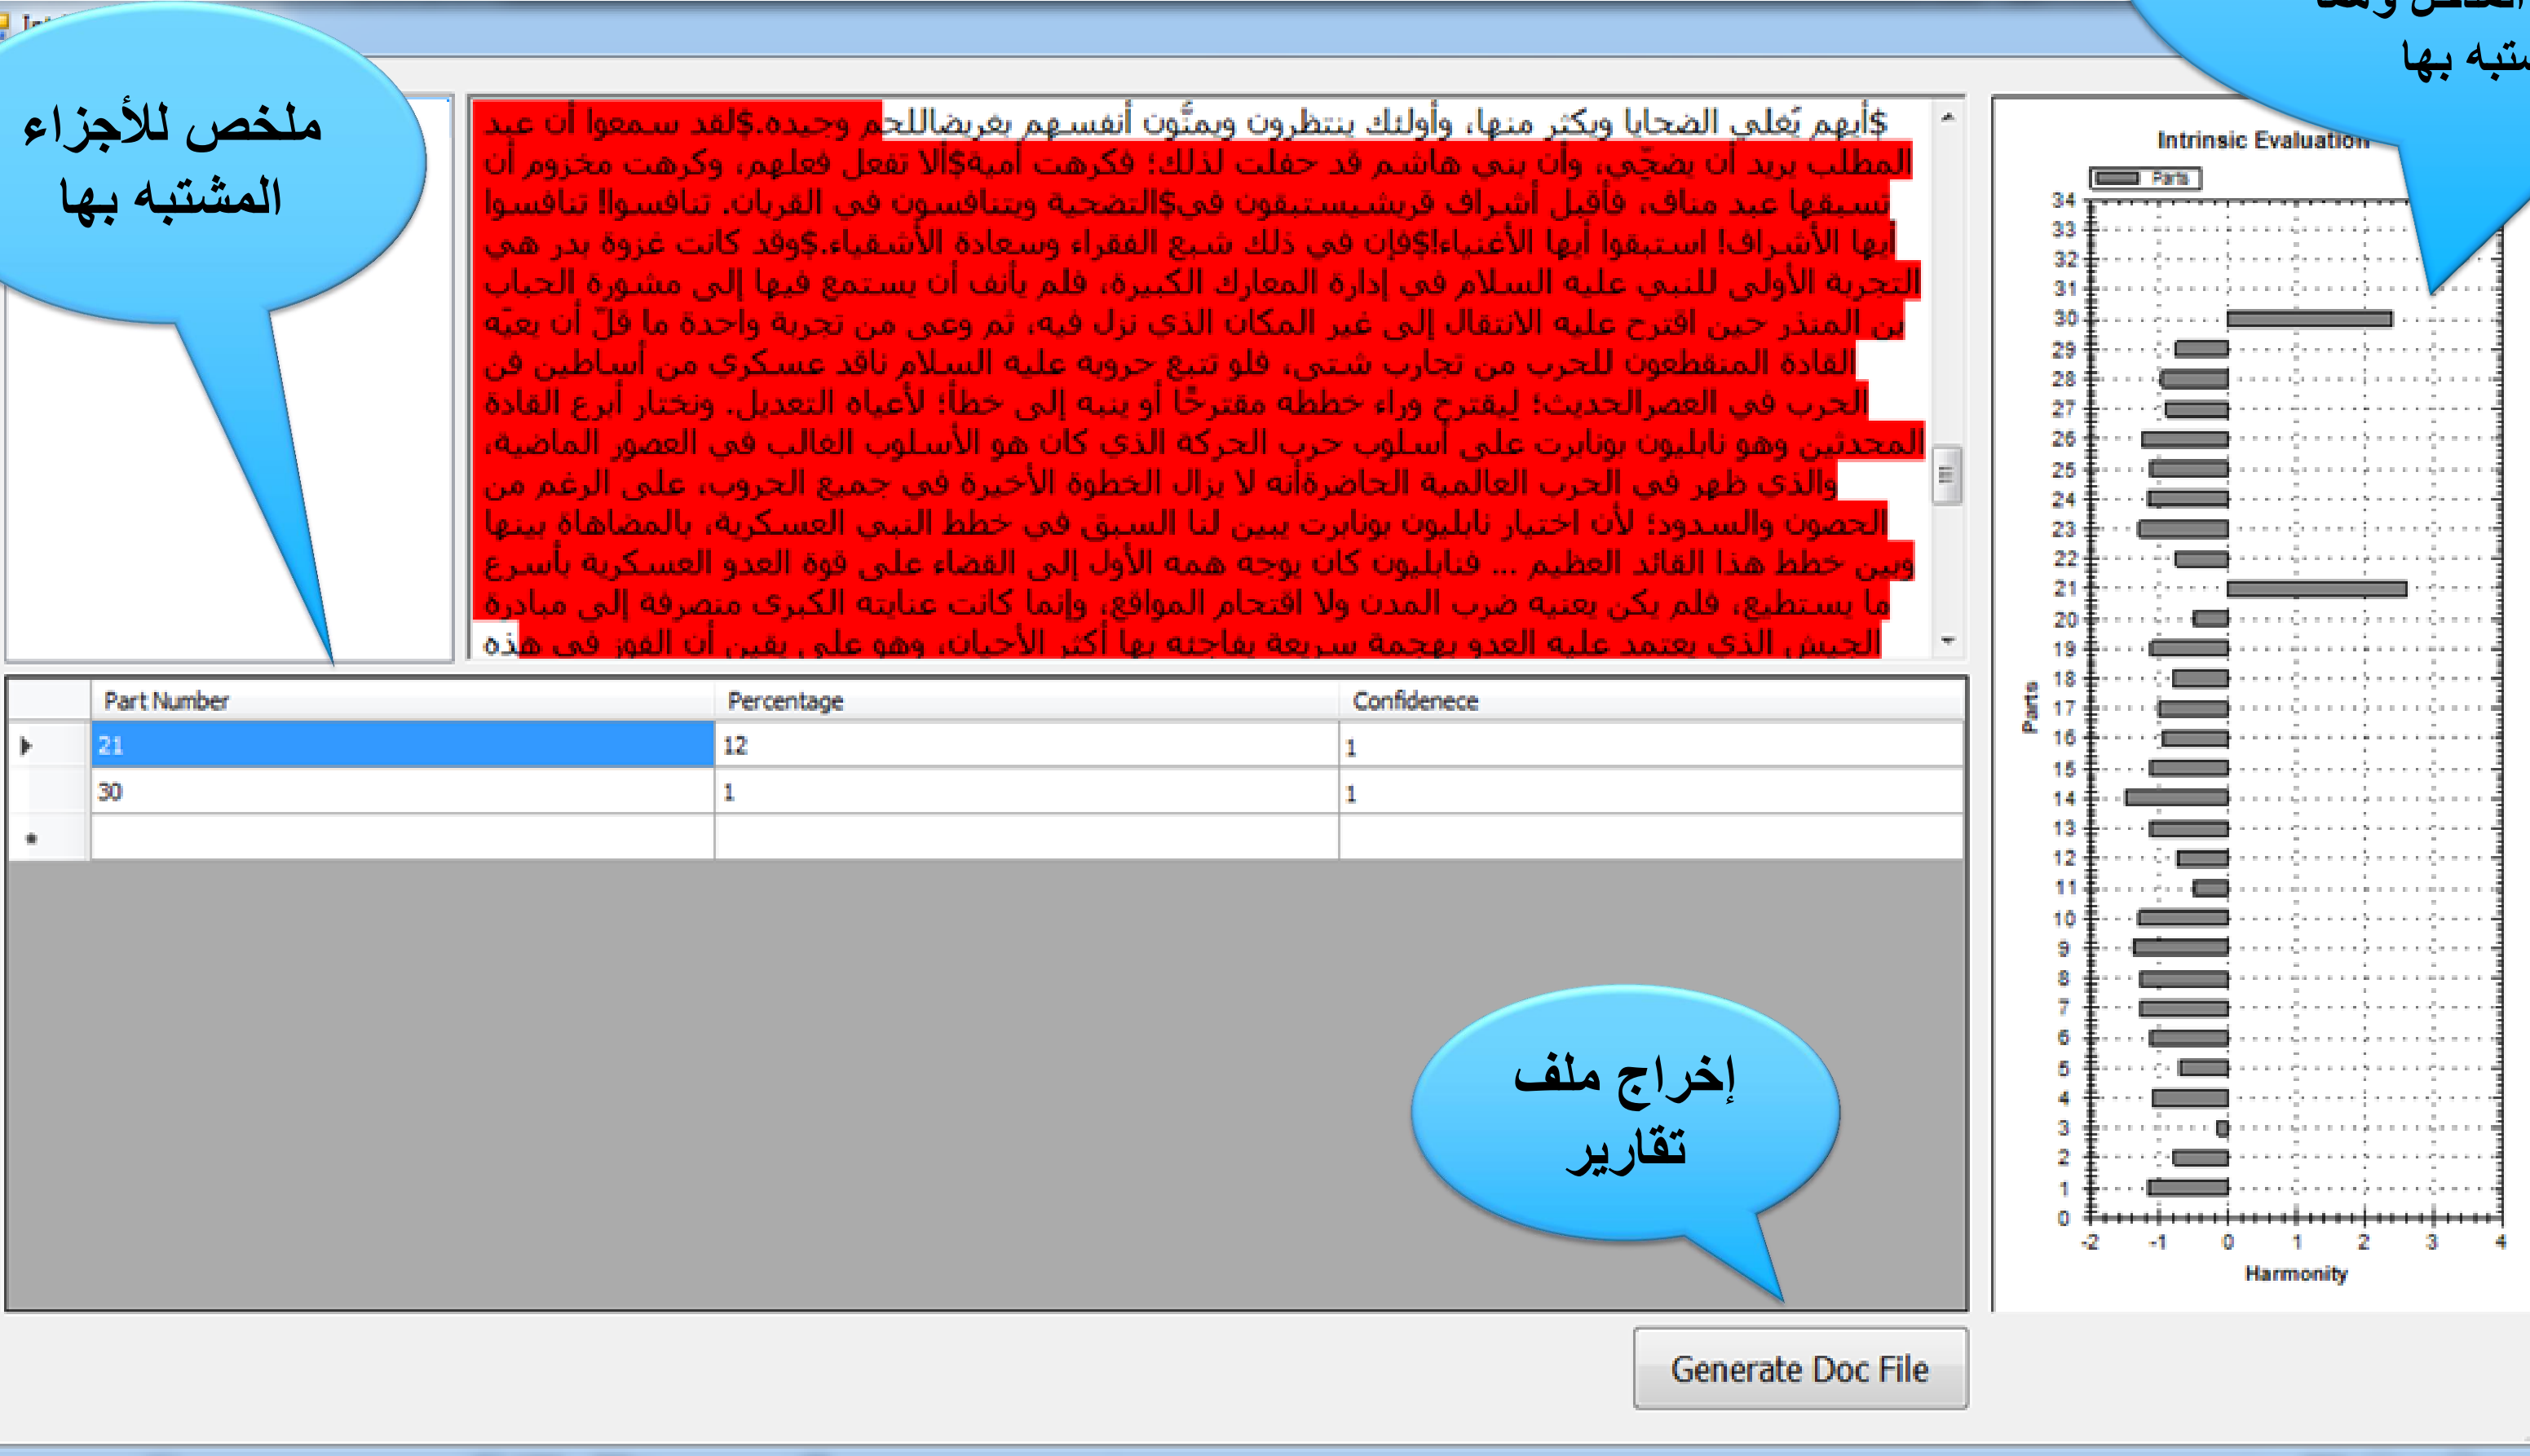 ملخص للأجزاء
المشتبه بها
$أيهم يُغلي الضحايا ويكثر منها، وأولئك ينتظرون ويمنُّون أنفسهم بغريضاللحم وجيده.$لقد سمعوا أن عبد
المطلب يريد أن يضحِّي، وأن بني هاشم قد حفلت لذلك؛ فكرهت أمية$ألا تفعل فعلهم، وكرهت مخزوم أن
تسبقها عبد مناف، فأقبل أشراف قريشيستبقون في$التضحية ويتنافسون في القربان. تنافسوا! تنافسوا
أيها الأشراف! استبقوا أيها الأغنياء!$فإن في ذلك شبع الفقراء وسعادة الأشقياء.$وقد كانت غزوة بدر هي
التجربة الأولى للنبي عليه السلام في إدارة المعارك الكبيرة، فلم يأنف أن يستمع فيها إلى مشورة الحباب
بن المنذر حين اقترح عليه الانتقال إلى غير المكان الذي نزل فيه، ثم وعى من تجربة واحدة ما قلّ أن يعيّه
القادة المنقطعون للحرب من تجارب شتى، فلو تتبع حروبه عليه السلام ناقد عسكري من أساطين فن
الحرب في العصرالحديث؛ لِيقترح وراء خططه مقترحًا أو ينبه إلى خطأ؛ لأعياه التعديل. ونختار أبرع القادة
المحدثين وهو نابليون بونابرت على أسلوب حرب الحركة الذي كان هو الأسلوب الغالب في العصور الماضية،
والذي ظهر في الحرب العالمية الحاضرةأنه لا يزال الخطوة الأخيرة في جميع الحروب، على الرغم من
الحصون والسدود؛ لأن اختيار نابليون بونابرت يبين لنا السبق في خطط النبي العسكرية، بالمضاهاة بينها
وبين خطط هذا القائد العظيم ... فنابليون كان يوجه همه الأول إلى القضاء على قوة العدو العسكرية بأسرع
ما يستطيع، فلم يكن يعنيه ضرب المدن ولا اقتحام المواقع، وإنما كانت عنايته الكبرى منصرفة إلى مبادرة
الجيش الذي يعتمد عليه العدو بهجمة سريعة يفاجئه بها أكثر الأحيان، وهو على يقين أن الفوز في هذه
Part Number Percentage Confidenece
21 12 1
30 1 1
إخراج ملف
تقارير
Generate Doc File
بها
Intrinsic Evaluation
Parts
34
33
32
31
30
29
28
27
26
25
24
23
22
21
20
19
18
17
16
15
14
13
12
11
10
9
8
7
6
5
4
3
2
1
0
Parts
-2 -1 0 1 2 3 4
Harmonity